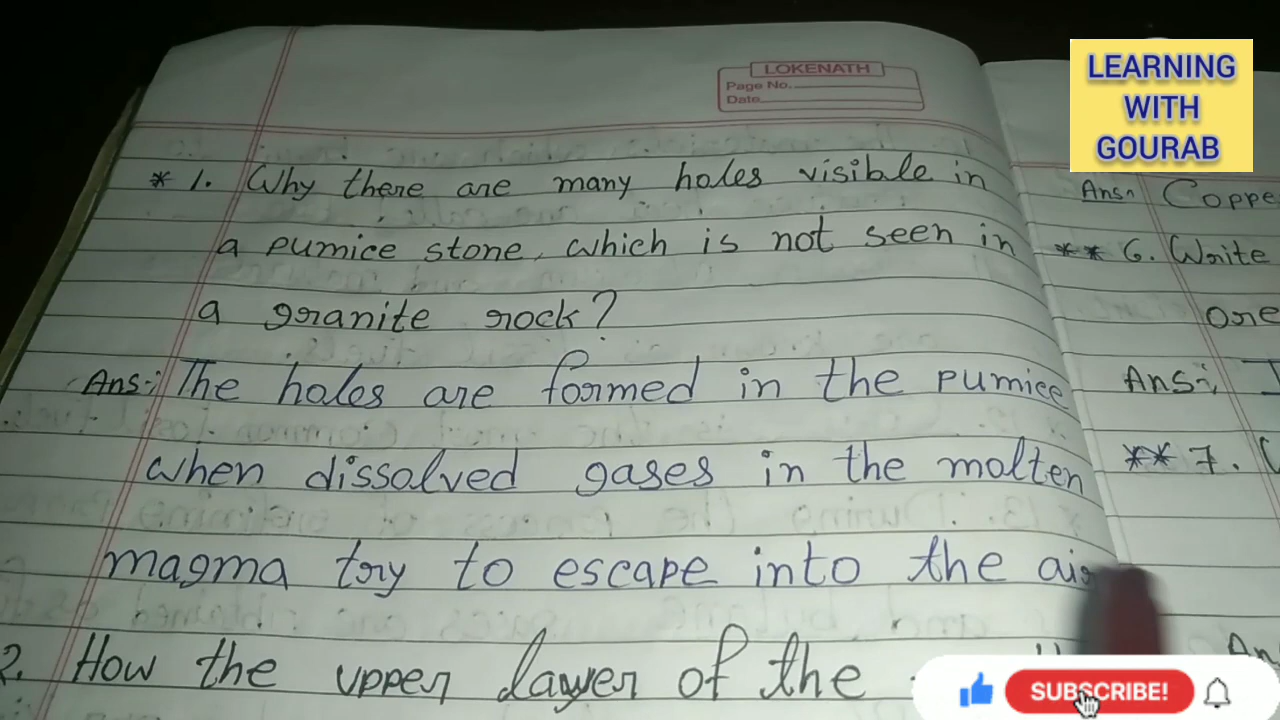 LOKENATH
Page No.
Date
LEARNING
WITH
GOURAB
* 1. Why there are many holes visible in
a pumice stone, which is not seen in
a granite rock?
Ans:- The holes are formed in the pumice
when dissolved gases in the molten
magma try to escape into the air
2. How the upper layer of the
Ans:
** 6. Write
ore
Ans:-
** 7.
SUBSCRIBE!